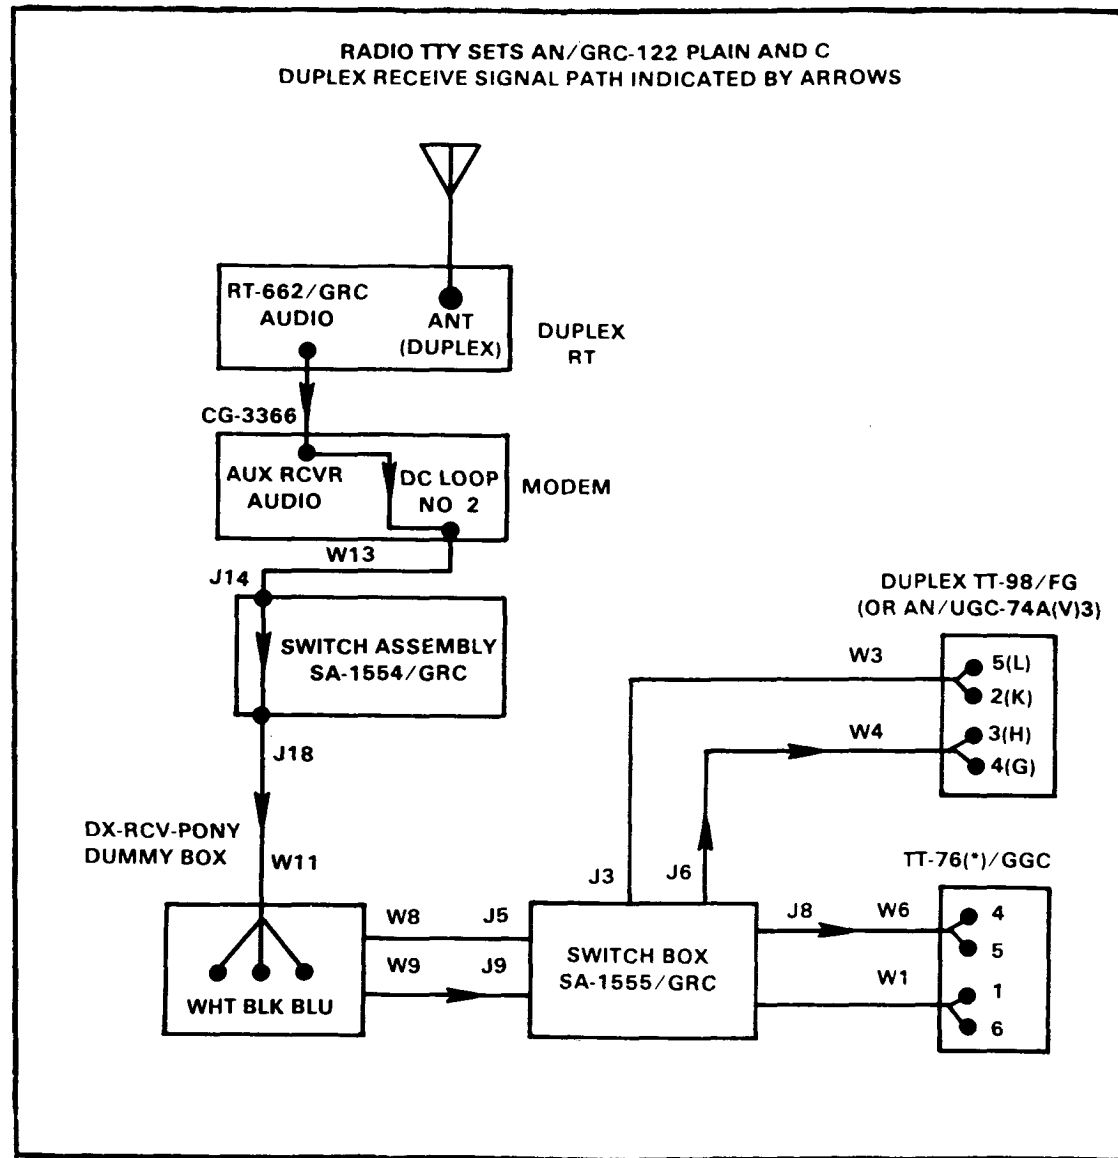 RADIO TTY SETS AN/GRC-122 PLAIN AND C
DUPLEX RECEIVE SIGNAL PATH INDICATED BY ARROWS
RT-662/GRC
AUDIO
ANT
(DUPLEX)
DUPLEX
RT
CG-3366
AUX RCVR
AUDIO
DC LOOP
NO 2
MODEM
W13
J14
SWITCH ASSEMBLY
SA-1554/GRC
J18
DX-RCV-PONY
DUMMY BOX
W11
WHT BLK BLU
W8
J5
W9
J9
SWITCH BOX
SA-1555/GRC
J3
J6
W3
W4
DUPLEX TT-98/FG
(OR AN/UGC-74A(V)3)
5(L)
2(K)
3(H)
4(G)
TT-76(*)/GGC
J8
W6
W1
4
5
1
6